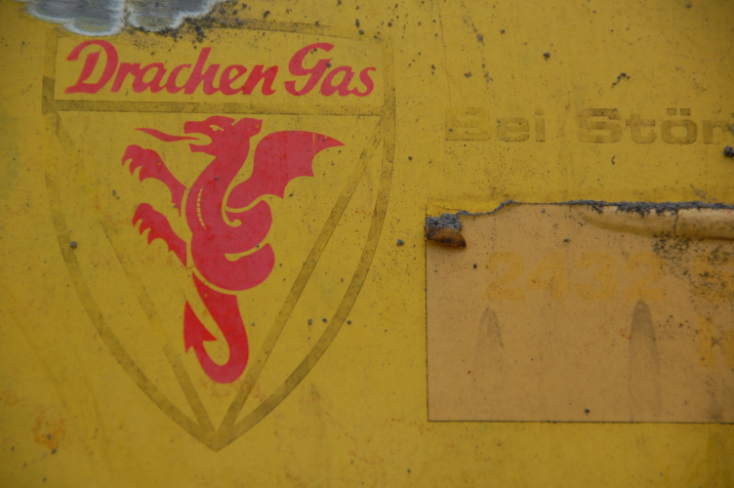 Drachen Gas
Bei Stör
2432